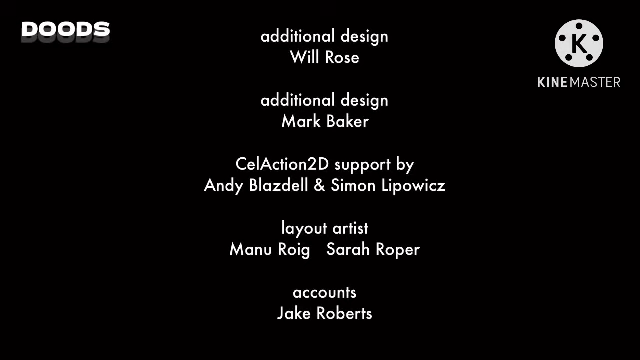 DOODS
K
KINEMASTER
additional design
Will Rose
additional design
Mark Baker
CelAction2D support by
Andy Blazdell & Simon Lipowicz
layout artist
Manu Roig Sarah Roper
accounts
Jake Roberts